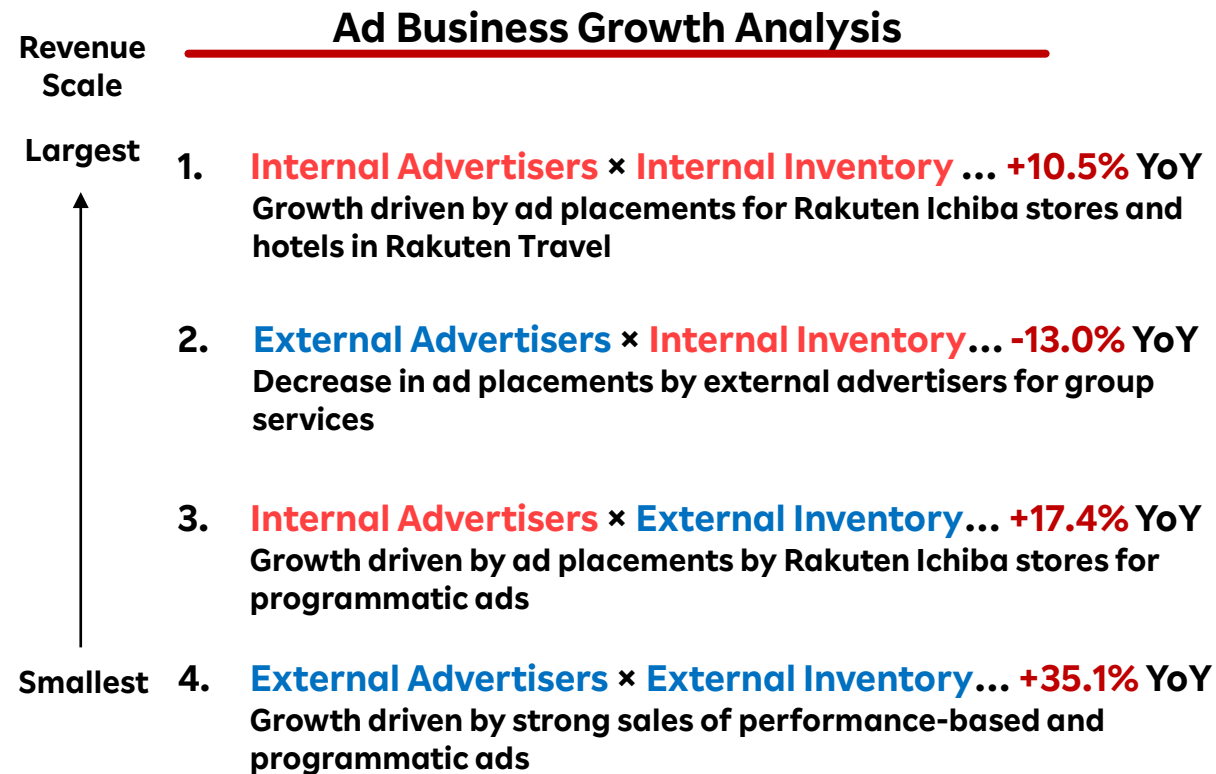 Ad Business Growth Analysis
Revenue
Scale
Largest
1. Internal Advertisers × Internal Inventory ... +10.5% YoY
Growth driven by ad placements for Rakuten Ichiba stores and
hotels in Rakuten Travel
2. External Advertisers × Internal Inventory... -13.0% YoY
Decrease in ad placements by external advertisers for group
services
3. Internal Advertisers × External Inventory... +17.4% YoY
Growth driven by ad placements by Rakuten Ichiba stores for
programmatic ads
Smallest
4. External Advertisers × External Inventory... +35.1% YoY
Growth driven by strong sales of performance-based and
programmatic ads